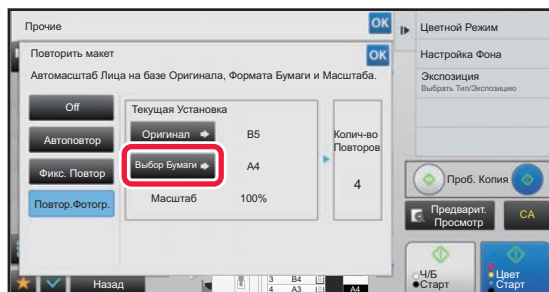 Прочие
OK
Повторить макет
OK
Автомасштаб Лица на базе Оригинала, Формата Бумаги и Масштаба.
Off
Автоповтор
Фикс. Повтор
Повтор.Фотогр.
Текущая Установка
Оригинал
B5
Выбор Бумаги
A4
Масштаб
100%
Колич-во
Повторов
4
Назад
3 B4
4 A3
A4
Цветной Режим
Настройка Фона
Экспозиция
Выбрать Тип/Экспозицию
Проб. Копия
Предварит.
Просмотр
CA
Ч/Б
Старт
Цвет
Старт